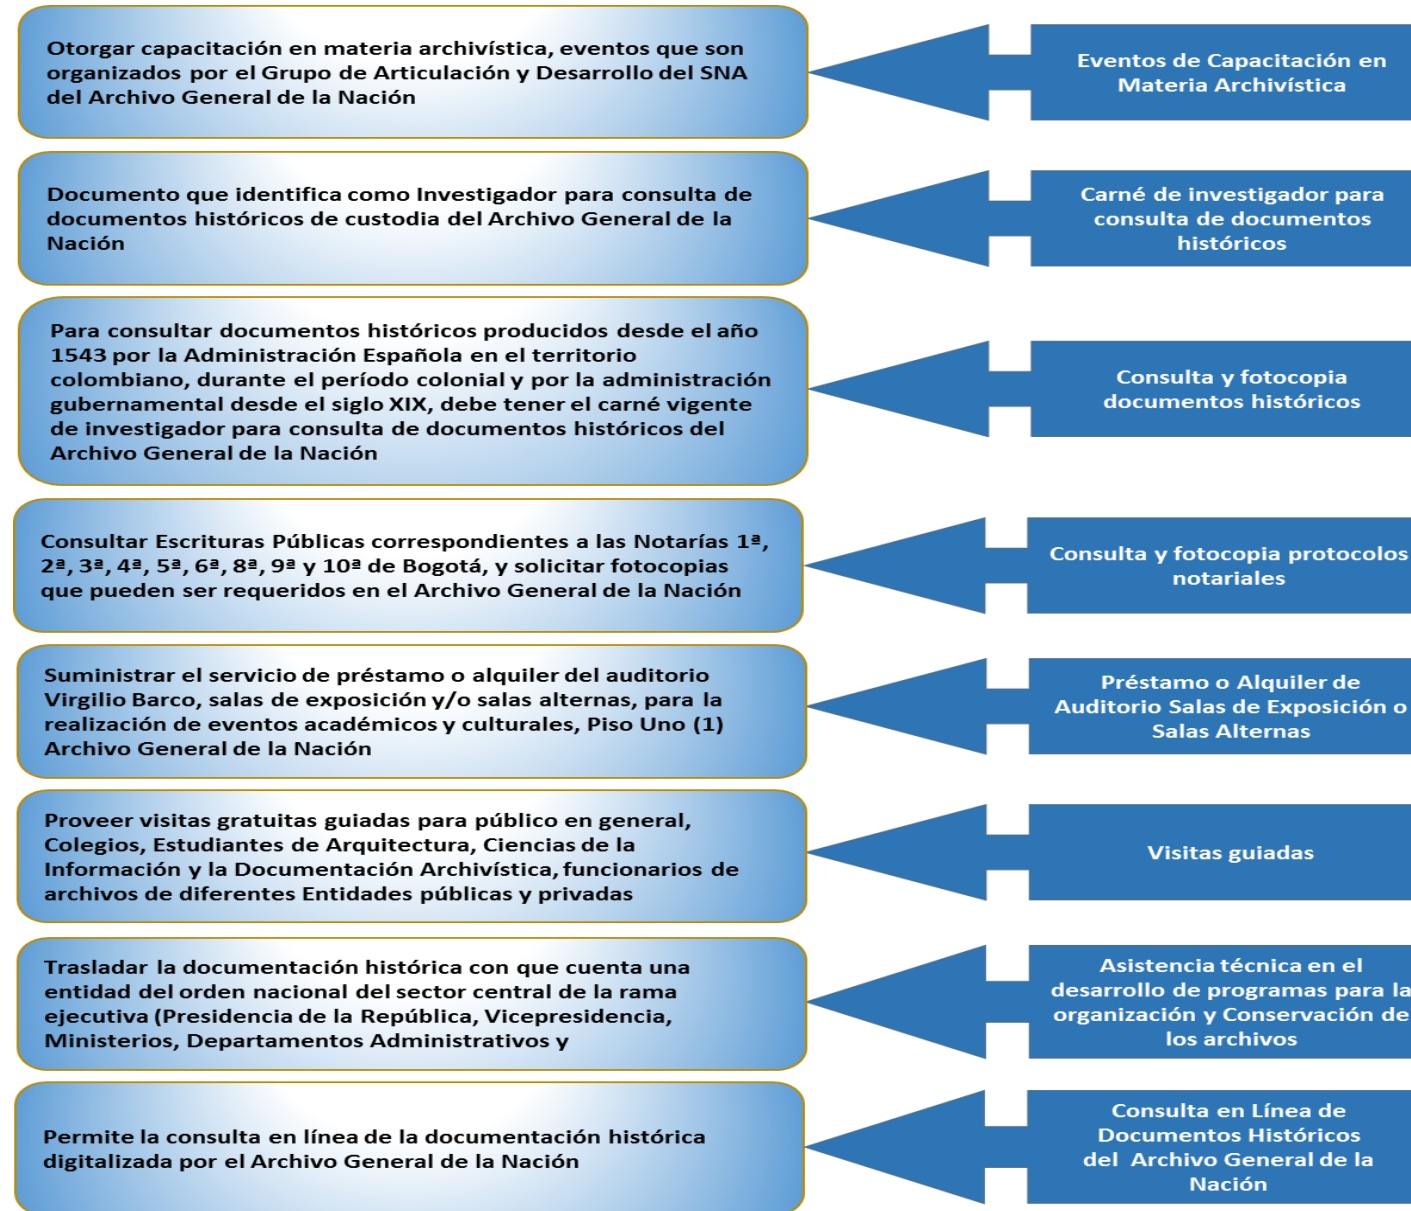 Otorgar capacitación en materia archivística, eventos que son
organizados por el Grupo de Articulación y Desarrollo del SNA
del Archivo General de la Nación
Eventos de Capacitación en
Materia Archivística
Documento que identifica como Investigador para consulta de
documentos históricos de custodia del Archivo General de la
Nación
Carné de investigador para
consulta de documentos
históricos
Para consultar documentos históricos producidos desde el año
1543 por la Administración Española en el territorio
colombiano, durante el período colonial y por la administración
gubernamental desde el siglo XIX, debe tener el carné vigente
de investigador para consulta de documentos históricos del
Archivo General de la Nación
Consulta y fotocopia
documentos históricos
Consultar Escrituras Públicas correspondientes a las Notarías 1ª,
2ª, 3ª, 4ª, 5ª, 6ª, 8ª, 9ª y 10ª de Bogotá, y solicitar fotocopias
que pueden ser requeridos en el Archivo General de la Nación
Consulta y fotocopia protocolos
notariales
Suministrar el servicio de préstamo o alquiler del auditorio
Virgilio Barco, salas de exposición y/o salas alternas, para la
realización de eventos académicos y culturales, Piso Uno (1)
Archivo General de la Nación
Préstamo o Alquiler de
Auditorio Salas de Exposición o
Salas Alternas
Proveer visitas gratuitas guiadas para público en general,
Colegios, Estudiantes de Arquitectura, Ciencias de la
Información y la Documentación Archivística, funcionarios de
archivos de diferentes Entidades públicas y privadas
Visitas guiadas
Trasladar la documentación histórica con que cuenta una
entidad del orden nacional del sector central de la rama
ejecutiva (Presidencia de la República, Vicepresidencia,
Ministerios, Departamentos Administrativos y
Asistencia técnica en el
desarrollo de programas para la
organización y Conservación de
los archivos
Permite la consulta en línea de la documentación histórica
digitalizada por el Archivo General de la Nación
Consulta en Línea de
Documentos Históricos
del Archivo General de la
Nación